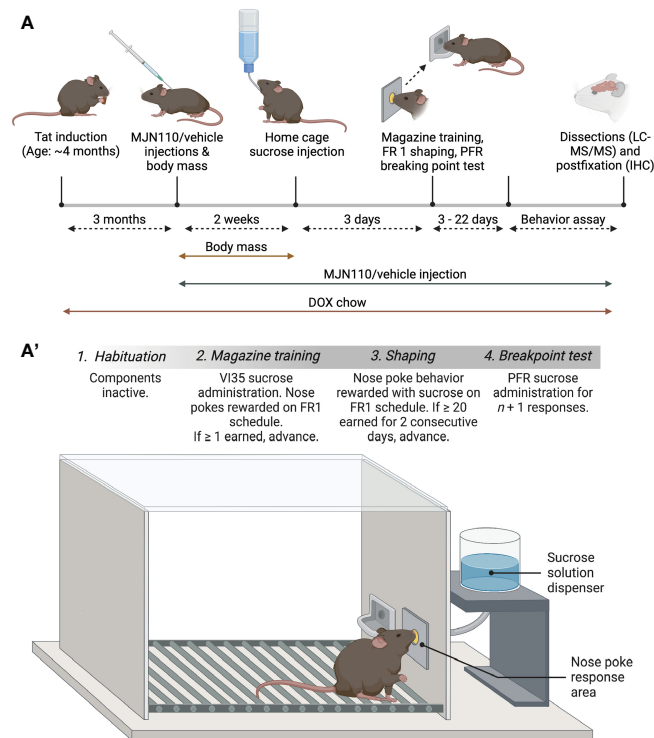 A
Tat induction
(Age: ~4 months)
MJN110/vehicle
injections &
body mass
Home cage
sucrose injection
Magazine training,
FR 1 shaping, PFR
breaking point test
Dissections (LC-
MS/MS) and
postfixation (IHC)
3 months
2 weeks
3 days
3 - 22 days
Behavior assay
Body mass
MJN110/vehicle injection
DOX chow
A'
1. Habituation
2. Magazine training
3. Shaping
4. Breakpoint test
Components
inactive.
VI35 sucrose
administration. Nose
pokes rewarded on FR1
schedule.
If ≥ 1 earned, advance.
Nose poke behavior
rewarded with sucrose on
FR1 schedule. If ≥ 20
earned for 2 consecutive
days, advance.
PFR sucrose
administration for
n + 1 responses.
Sucrose
solution
dispenser
Nose poke
response
area